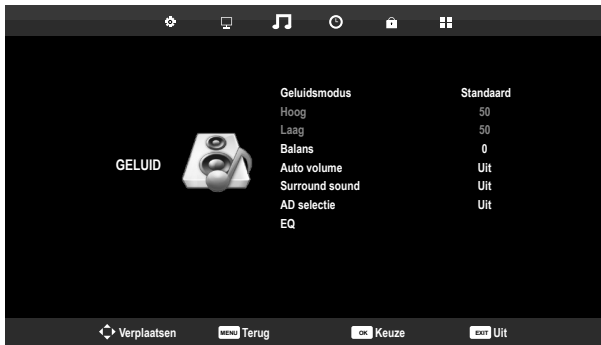 Geluidsmodus Standaard
Hoog 50
Laag 50
Balans 0
GELUID
Auto volume Uit
Surround sound Uit
AD selectie Uit
EQ
Verplaatsen MENU Terug OK Keuze EXIT Uit